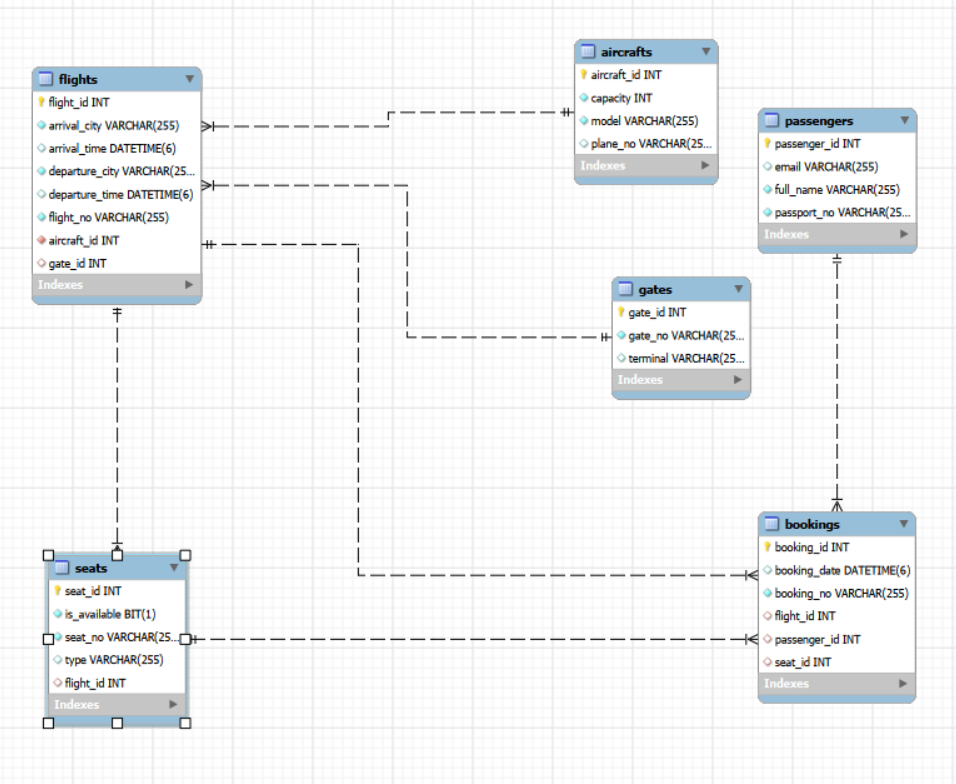 flights
flight_id INT
arrival_city VARCHAR(255)
arrival_time DATETIME(6)
departure_city VARCHAR(25...
departure_time DATETIME(6)
flight_no VARCHAR(255)
aircraft_id INT
gate_id INT
Indexes
aircrafts
aircraft_id INT
capacity INT
model VARCHAR(255)
plane_no VARCHAR(25...
Indexes
passengers
passenger_id INT
email VARCHAR(255)
full_name VARCHAR(255)
passport_no VARCHAR(25...
Indexes
gates
gate_id INT
gate_no VARCHAR(25...
terminal VARCHAR(25...
Indexes
seats
seat_id INT
is_available BIT(1)
seat_no VARCHAR(25...
type VARCHAR(255)
flight_id INT
Indexes
bookings
booking_id INT
booking_date DATETIME(6)
booking_no VARCHAR(255)
flight_id INT
passenger_id INT
seat_id INT
Indexes